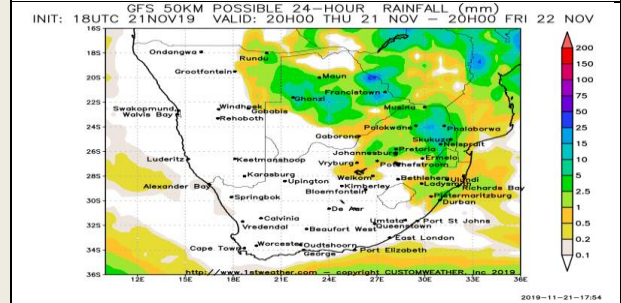 GFS 50KM POSSIBLE 24-HOUR RAINFALL (mm)
INIT: 18UTC 21NOV19 VALID: 20H00 THU 21 NOV – 20H00 FRI 22 NOV
16S
18S
20S
22S
24S
26S
28S
30S
32S
34S
36S
12E 15E 18E 21E 24E 27E 30E 33E 36E
Ondangwa
Rundu
Grootfontein
Maun
Francistown
Ghanzi
Musina
Swakopmund
Walvis Bay
Windhoek
Gobabis
Rehoboth
Polokwane
Phalaborwa
Gaborone
Skukuza
Nelspruit
Johannesburg
Pretoria
Luderitz
Keetmanshoop
Vryburg
Potchefstroom
Ermelo
Karasburg
Upington
Welkom
Bethlehem
Ulundi
Alexander Bay
Kimberley
Ladysmith
Richards Bay
Springbok
Bloemfontein
Pietermaritzburg
Durban
De Aar
Calvinia
Umtata
Port St Johns
Vredendal
Beaufort West
Queenstown
East London
Cape Town
Worcester
Oudtshoorn
George
Port Elizabeth
http://www.1stweather.com – copyright CUSTOMWEATHER, Inc 2019
200
150
100
75
50
25
15
10
5
2.5
1
0.5
0.2
0.1
2019-11-21-17:54